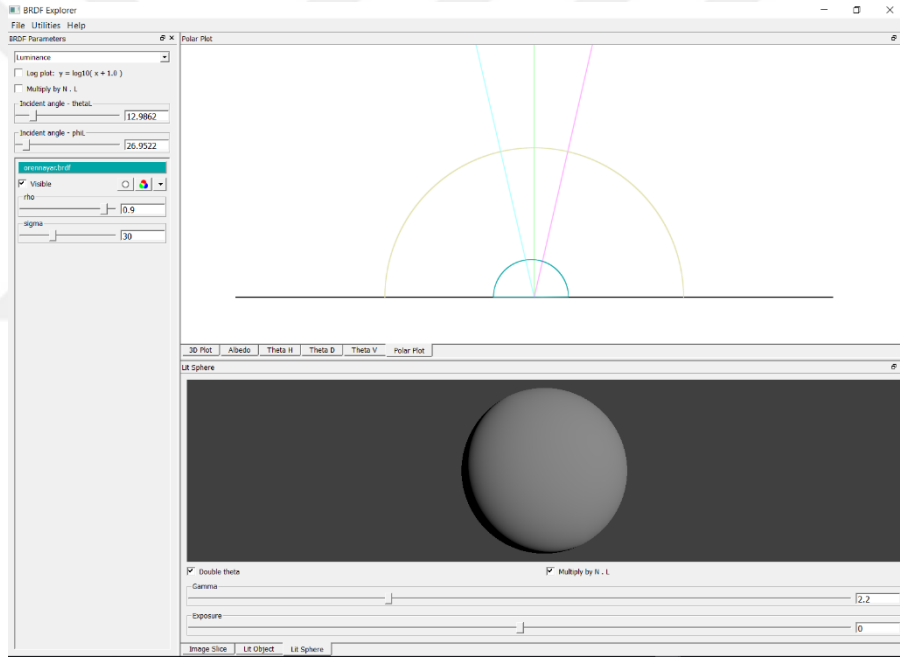 BRDF Explorer
File Utilities Help
BRDF Parameters
Polar Plot
Luminance
Log plot: y = log10( x + 1.0 )
Multiply by N . L
Incident angle - thetaL
12.9862
Incident angle - phiL
26.9522
orennayar.brdf
Visible
rho
0.9
sigma
30
3D Plot Albedo Theta H Theta D Theta V Polar Plot
Lit Sphere
Double theta Multiply by N . L
Gamma
2.2
Exposure
0
Image Slice Lit Object Lit Sphere